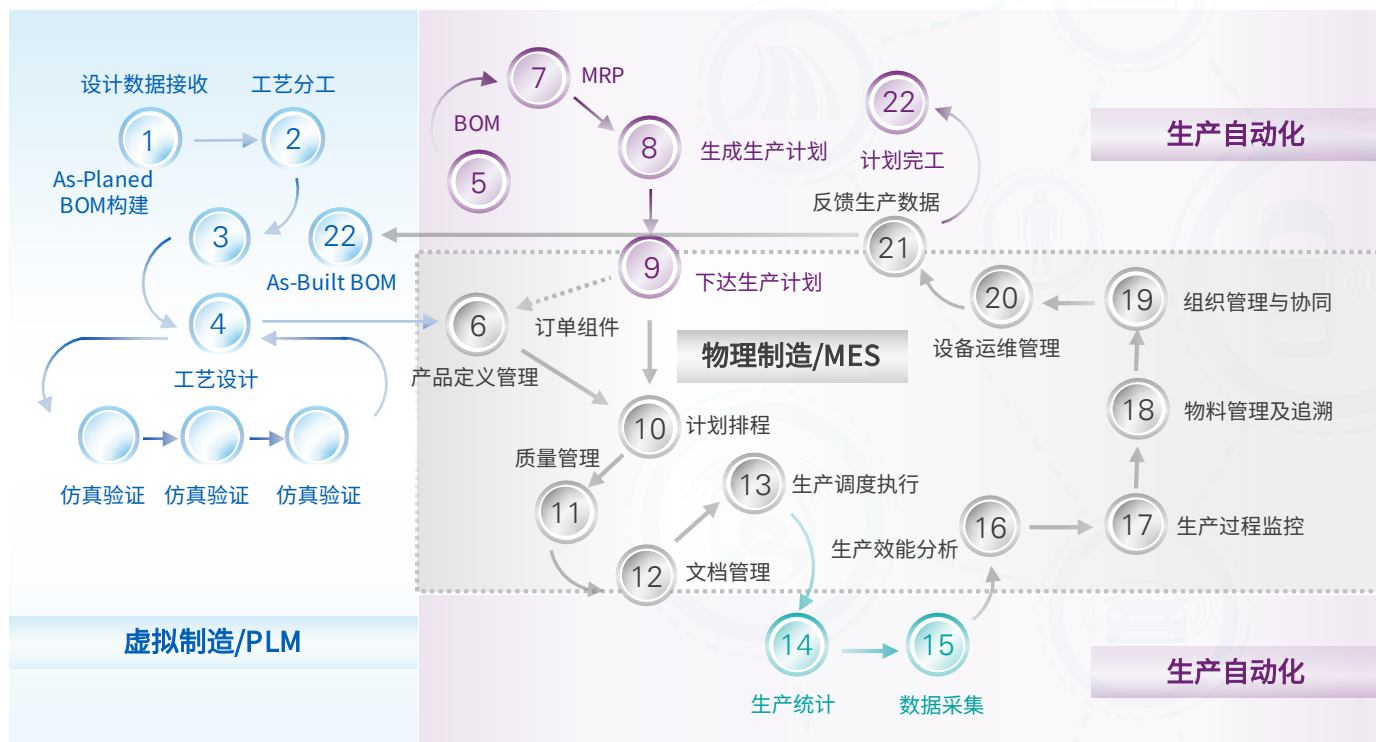 设计数据接收
1
工艺分工
2
As-Planed
BOM构建
3
22
As-Built BOM
4
工艺设计
仿真验证
仿真验证
仿真验证
虚拟制造/PLM
7
MRP
BOM
5
8
生成生产计划
22
计划完工
生产自动化
反馈生产数据
21
9
下达生产计划
6
订单组件
产品定义管理
物理制造/MES
20
设备运维管理
19
组织管理与协同
10
计划排程
18
物料管理及追溯
质量管理
11
13
生产调度执行
12
文档管理
16
生产效能分析
17
生产过程监控
14
生产统计
15
数据采集
生产自动化